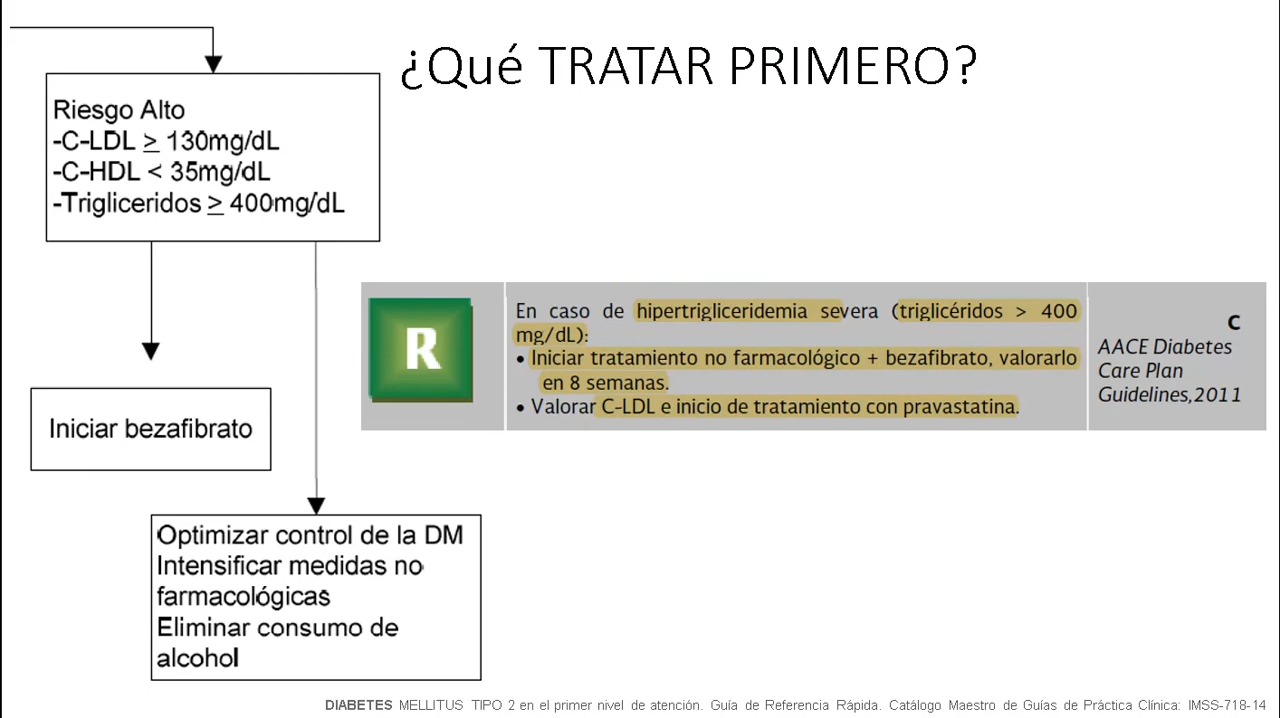 ¿Qué TRATAR PRIMERO?
Riesgo Alto
-C-LDL ≥ 130mg/dL
-C-HDL < 35mg/dL
-Trigliceridos ≥ 400mg/dL
Iniciar bezafibrato
Optimizar control de la DM
Intensificar medidas no
farmacológicas
Eliminar consumo de
alcohol
R
En caso de hipertrigliceridemia severa (triglicéridos > 400
mg/dL):
• Iniciar tratamiento no farmacológico + bezafibrato, valorarlo
en 8 semanas.
• Valorar C-LDL e inicio de tratamiento con pravastatina.
C
AACE Diabetes
Care Plan
Guidelines,2011
DIABETES MELLITUS TIPO 2 en el primer nivel de atención. Guía de Referencia Rápida. Catálogo Maestro de Guías de Práctica Clínica: IMSS-718-14